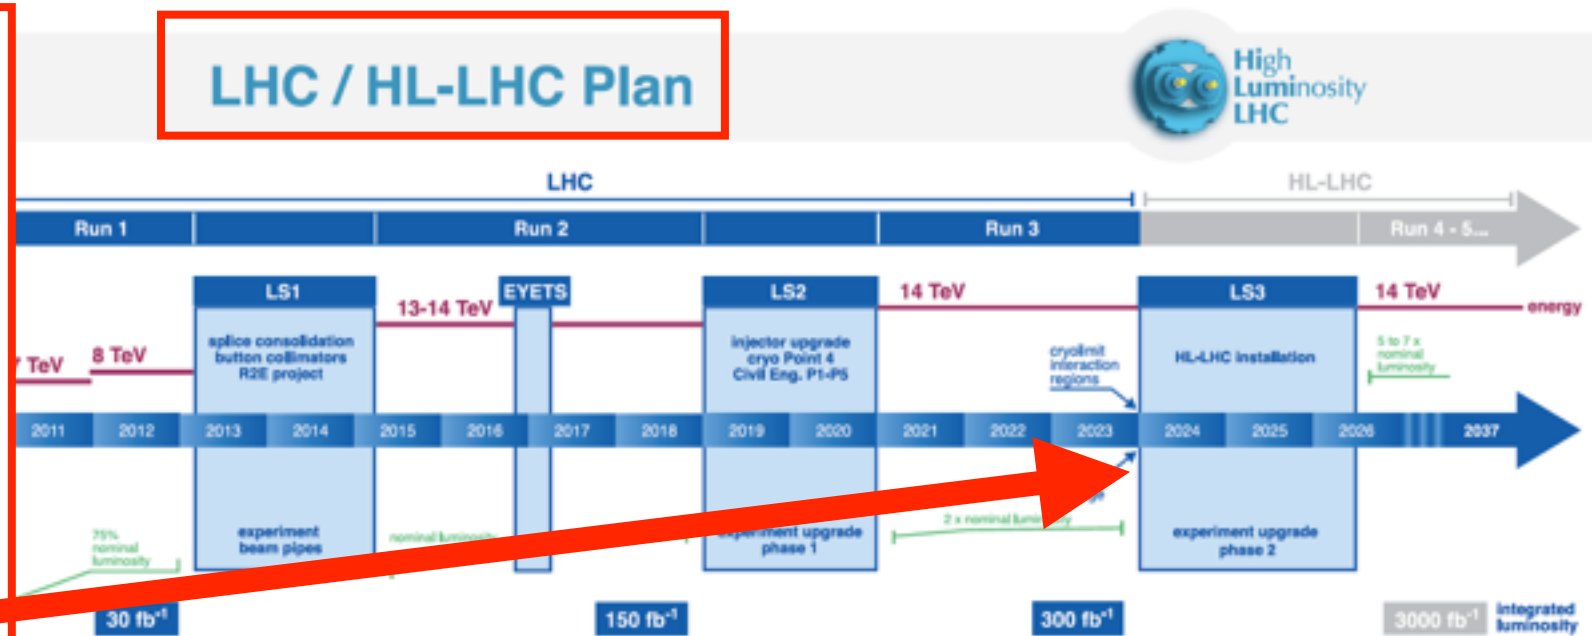 LHC / HL-LHC Plan
High
Luminosity
LHC
LHC
HL-LHC
Run 1
Run 2
Run 3
Run 4 - 5...
LS1
EYETS
LS2
LS3
13-14 TeV
14 TeV
14 TeV
energy
TeV
8 TeV
splice consolidation
button collimators
R2E project
injector upgrade
cryo Point 4
Civil Eng. P1-P5
cryolimit
interaction
regions
HL-LHC installation
5 to 7 x
nominal
luminosity
2011
2012
2013
2014
2015
2016
2017
2018
2019
2020
2021
2022
2023
2024
2025
2026
2037
75%
nominal
luminosity
experiment
beam pipes
nominal luminosity
upgrade
phase 1
2 x nominal luminosity
experiment upgrade
phase 2
30 fb⁻¹
150 fb⁻¹
300 fb⁻¹
3000 fb⁻¹
integrated
luminosity